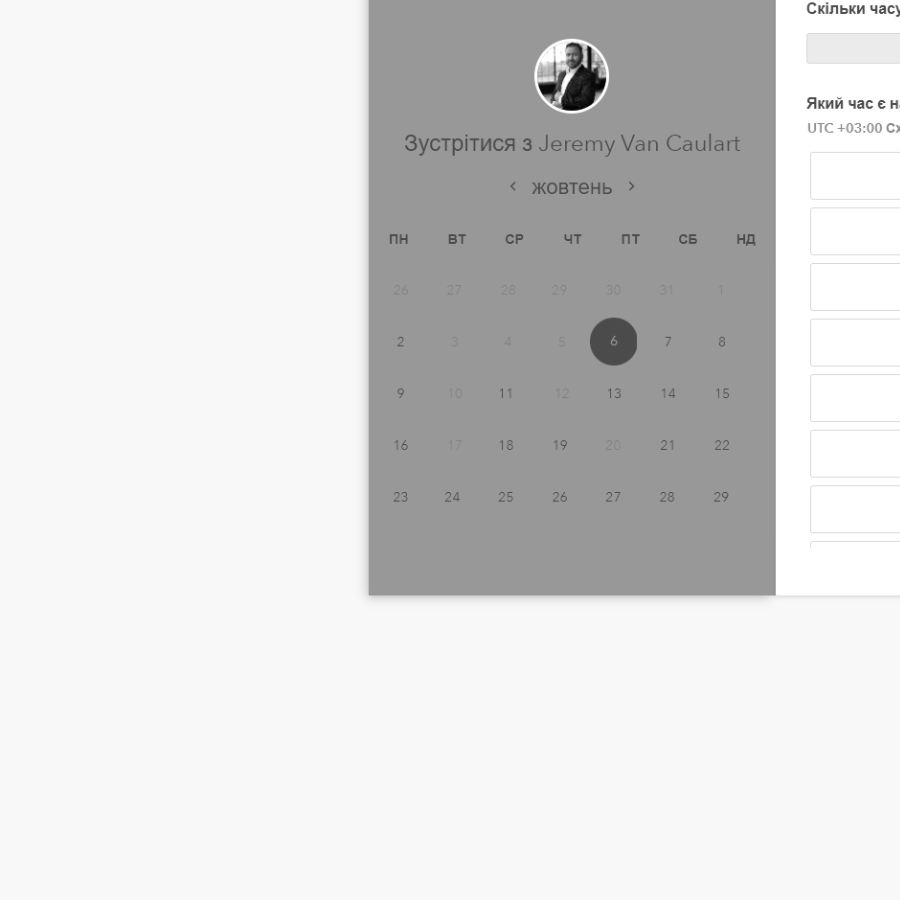 Скільки часу
Який час є
UTC +03:00
Зустрітися з Jeremy Van Caulart
жовтень
ПН ВТ СР ЧТ ПТ СБ НД
26 27 28 29 30 31 1
2 3 4 5 6 7 8
9 10 11 12 13 14 15
16 17 18 19 20 21 22
23 24 25 26 27 28 29